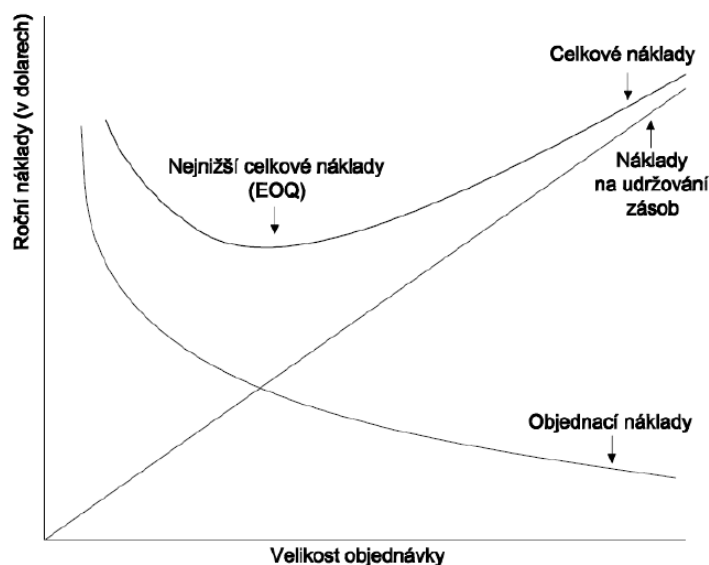 Roční náklady (v dolarech)
Celkové náklady
Nejnižší celkové náklady
(EOQ)
Náklady
na udržování
zásob
Objednací náklady
Velikost objednávky